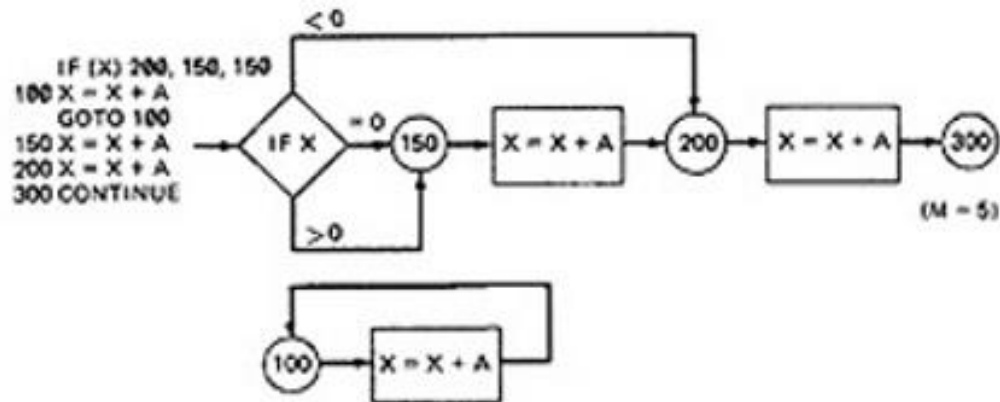 < 0
IF (X) 200, 150, 150
100 X = X + A
GOTO 100
150 X = X + A
200 X = X + A
300 CONTINUE
IF X
= 0
150
X = X + A
200
X = X + A
300
(M = 5)
> 0
100
X = X + A